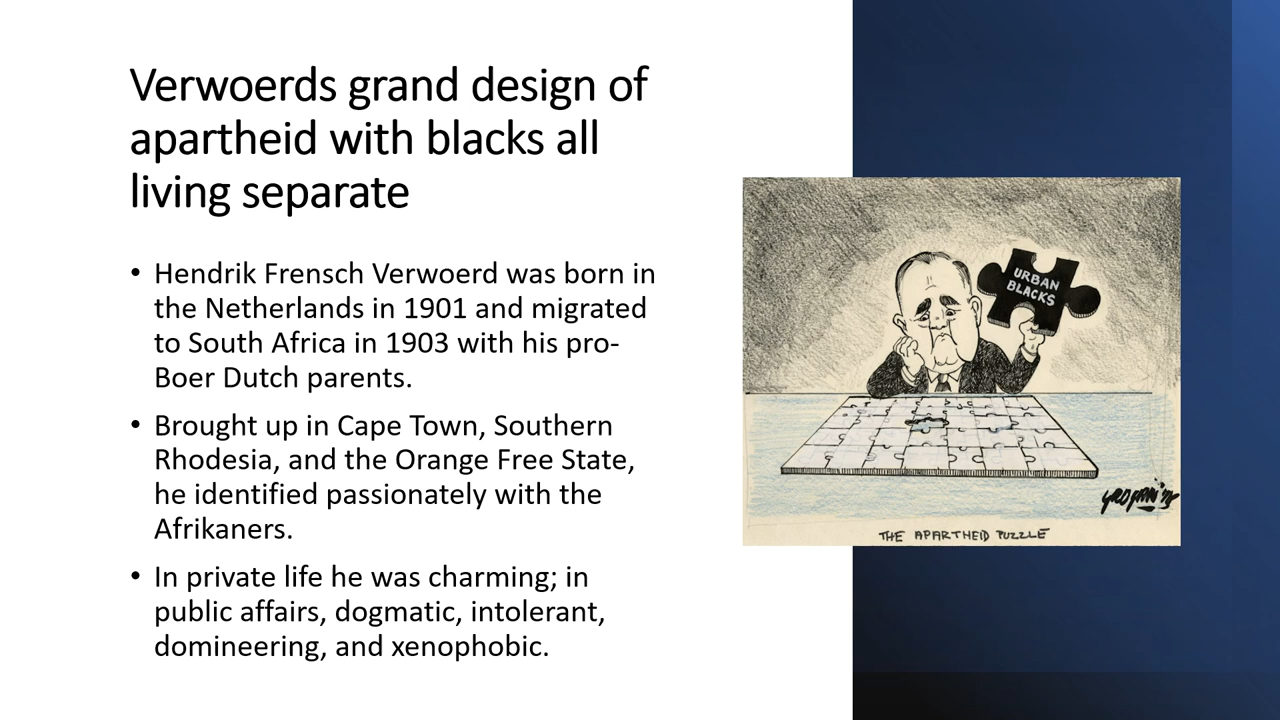 Verwoerds grand design of
apartheid with blacks all
living separate
• Hendrik Frensch Verwoerd was born in
the Netherlands in 1901 and migrated
to South Africa in 1903 with his pro-
Boer Dutch parents.
• Brought up in Cape Town, Southern
Rhodesia, and the Orange Free State,
he identified passionately with the
Afrikaners.
• In private life he was charming; in
public affairs, dogmatic, intolerant,
domineering, and xenophobic.
URBAN
BLACKS
THE APARTHEID PUZZLE